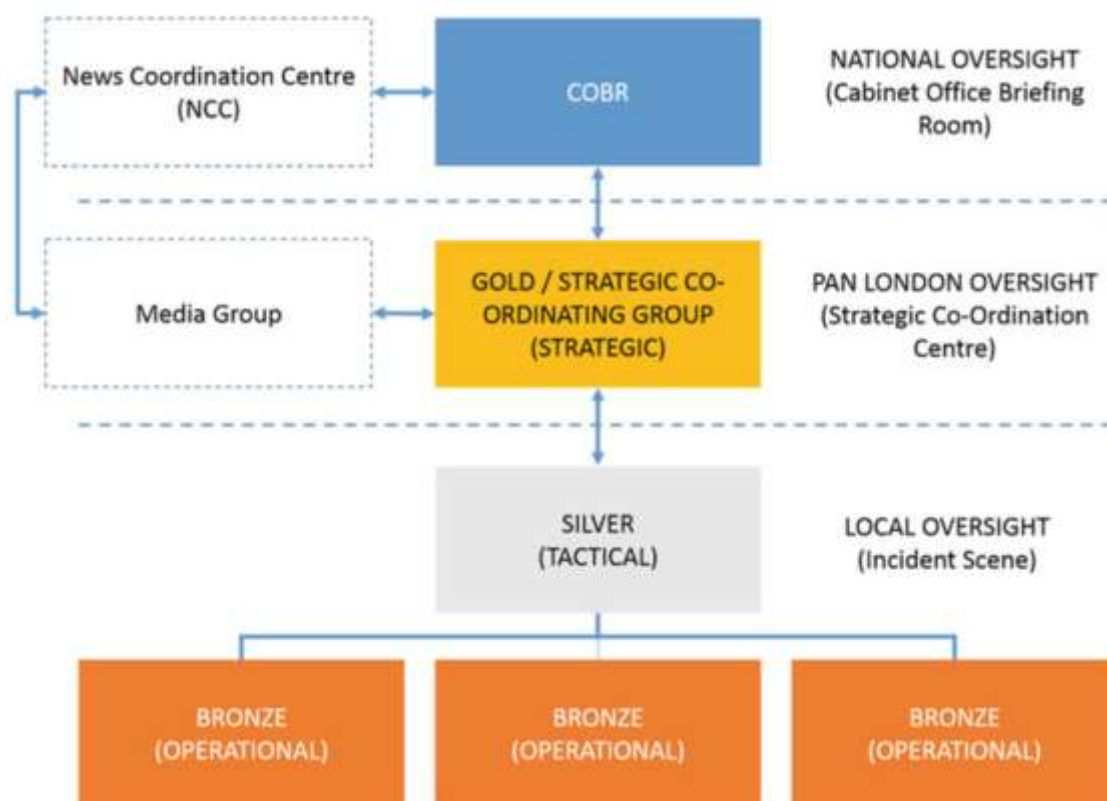 News Coordination Centre
(NCC)
COBR
NATIONAL OVERSIGHT
(Cabinet Office Briefing
Room)
Media Group
GOLD / STRATEGIC CO-
ORDINATING GROUP
(STRATEGIC)
PAN LONDON OVERSIGHT
(Strategic Co-Ordination
Centre)
SILVER
(TACTICAL)
LOCAL OVERSIGHT
(Incident Scene)
BRONZE
(OPERATIONAL)
BRONZE
(OPERATIONAL)
BRONZE
(OPERATIONAL)